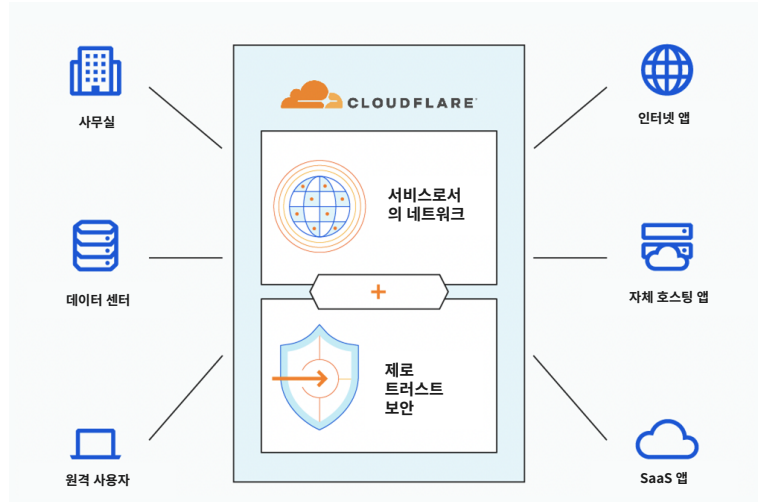 CLOUDFLARE
사무실
인터넷 앱
서비스로서
의 네트워크
데이터 센터
자체 호스팅 앱
+
제로
트러스트
보안
원격 사용자
SaaS 앱